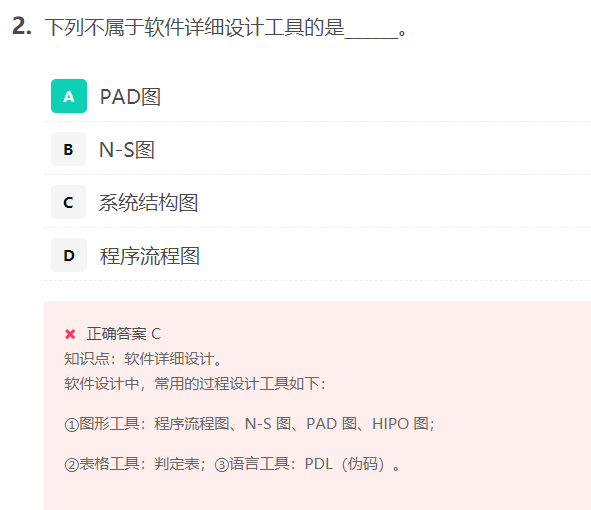 2. 下列不属于软件详细设计工具的是______。
A PAD图
B N-S图
C 系统结构图
D 程序流程图
✖ 正确答案 C
知识点：软件详细设计。
软件设计中，常用的过程设计工具如下：
①图形工具：程序流程图、N-S 图、PAD 图、HIPO 图；
②表格工具：判定表；③语言工具：PDL（伪码）。